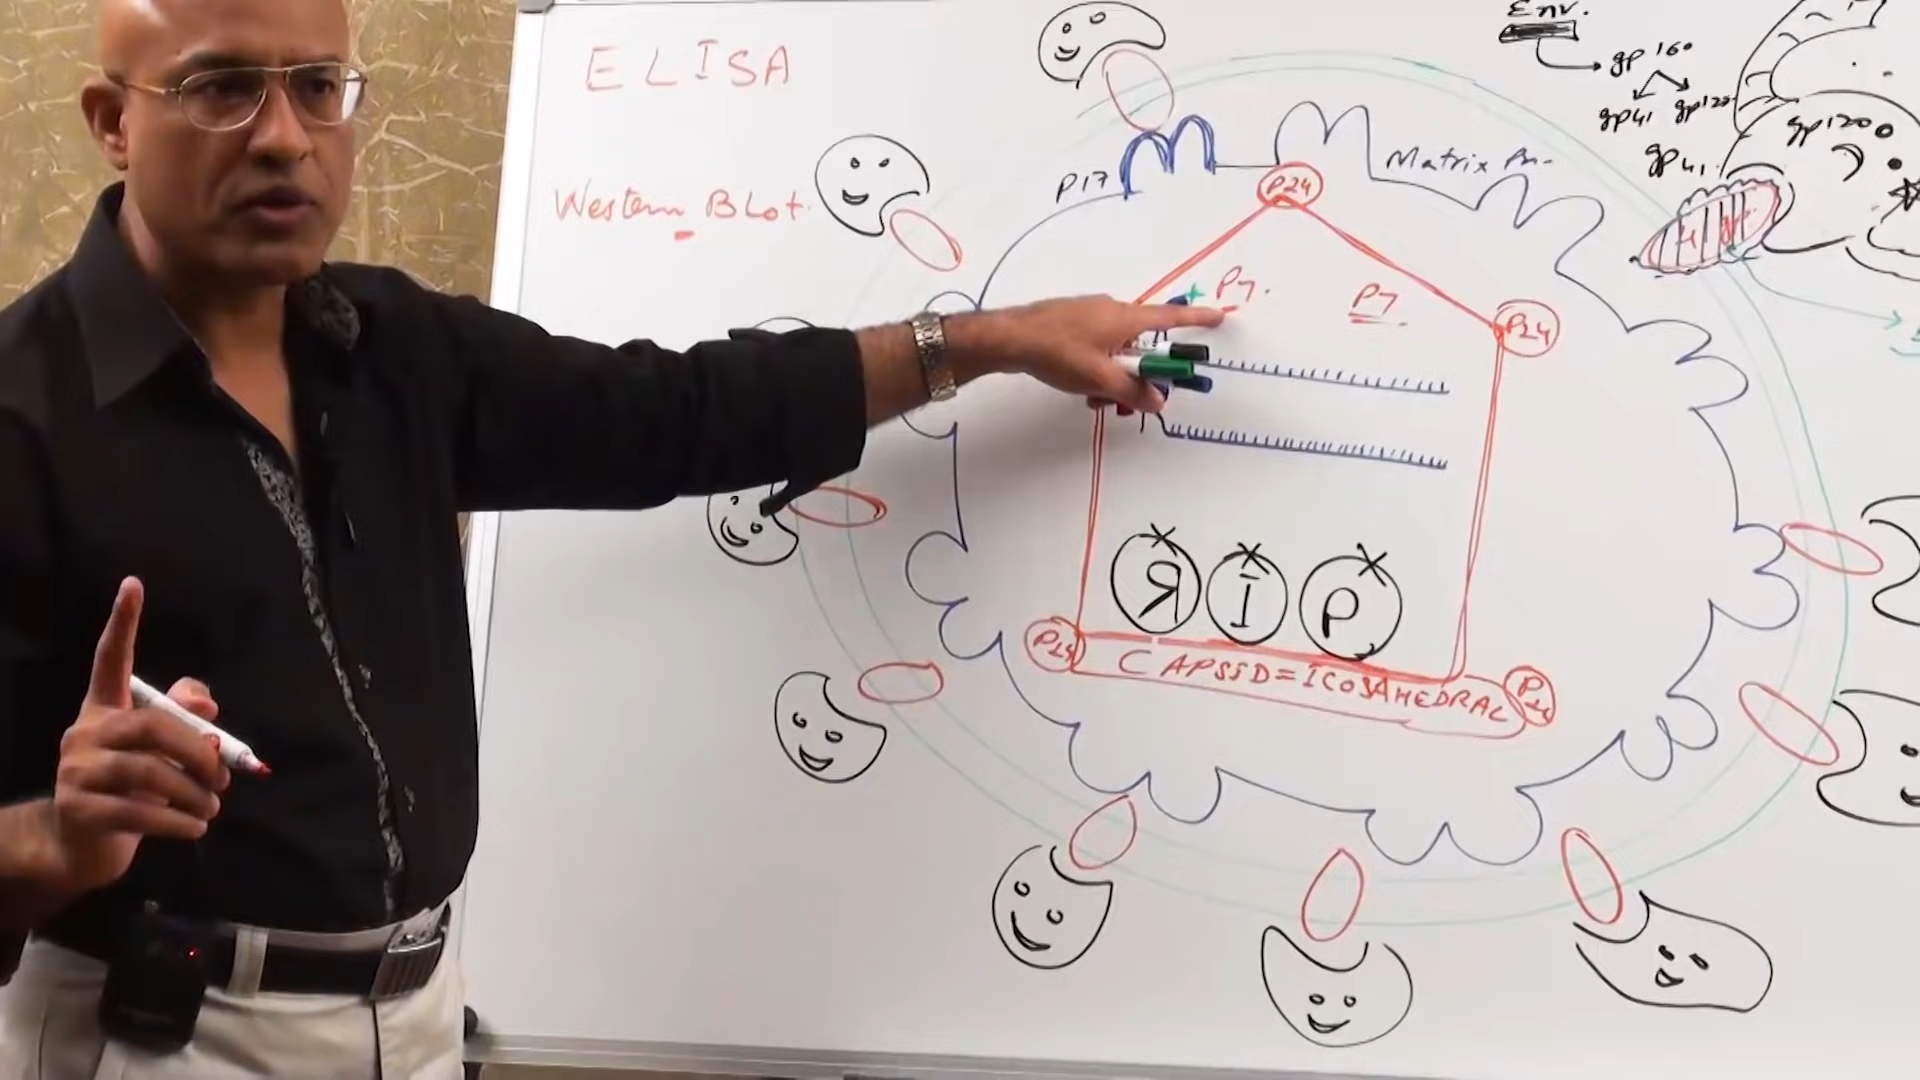 ELISA
Western BLot.
Env.
gp160
gp41 gp120
gp120
gp41.
P17
Matrix Pn.
P24
P7.
P7
P24
R I P
P24
CAPSID=ICOSAHEDRAL
P24